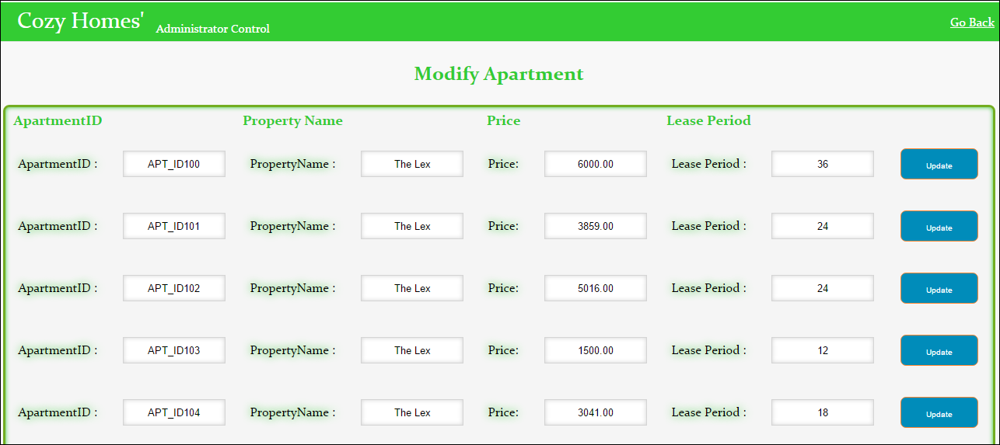 Cozy Homes' Administrator Control Go Back
Modify Apartment
ApartmentID Property Name Price Lease Period
ApartmentID : APT_ID100 PropertyName : The Lex Price: 6000.00 Lease Period : 36 Update
ApartmentID : APT_ID101 PropertyName : The Lex Price: 3859.00 Lease Period : 24 Update
ApartmentID : APT_ID102 PropertyName : The Lex Price: 5016.00 Lease Period : 24 Update
ApartmentID : APT_ID103 PropertyName : The Lex Price: 1500.00 Lease Period : 12 Update
ApartmentID : APT_ID104 PropertyName : The Lex Price: 3041.00 Lease Period : 18 Update